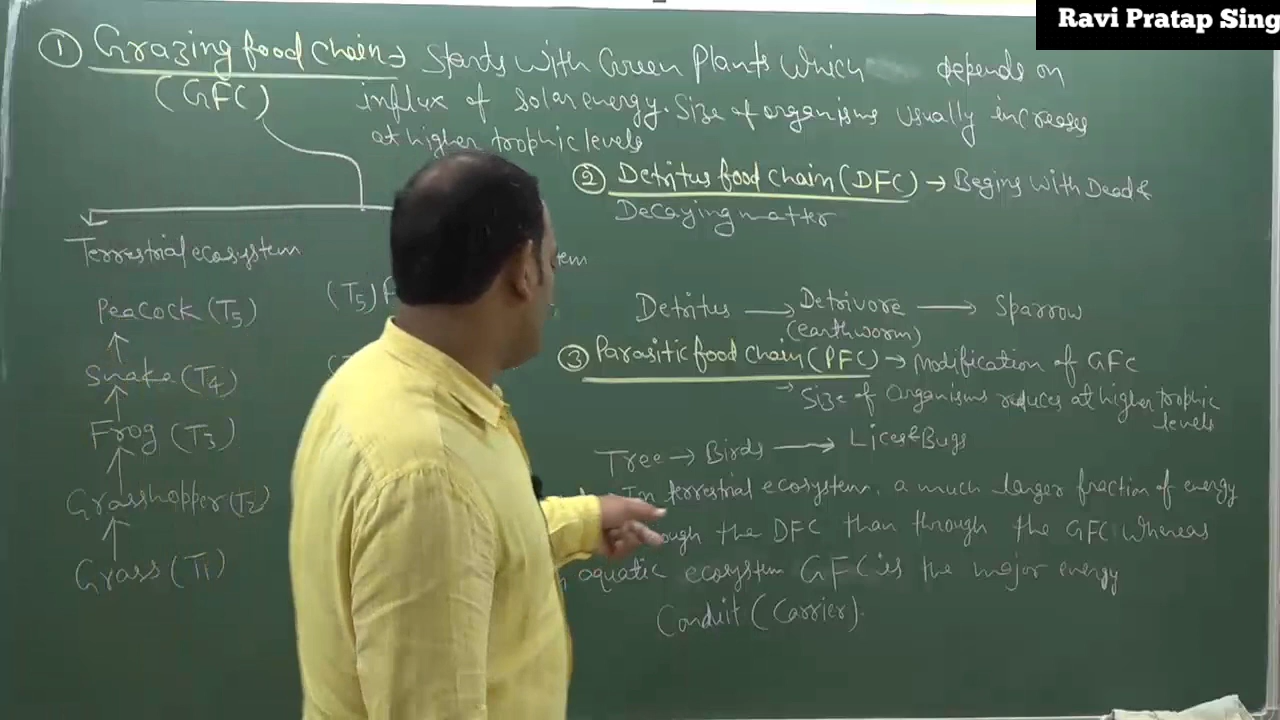 Ravi Pratap Sing
① Grazing food chain → Starts with Green Plants which depends on
(GFC) influx of solar energy. Size of organisms usually increases
at higher trophic levels
② Detritus food chain (DFC) → Begins with Dead &
Decaying matter
Terrestrial ecosystem
tem
Peacock (T5)
(T5)
Snake (T4)
Frog (T3)
Grasshopper (T2)
Grass (T1)
Detritus → Detrivore → Sparrow
(earthworm)
③ Parasitic food chain (PFC) → Modification of GFC
→ Size of organisms reduces at higher trophic
levels
Tree → Birds → Lices & Bugs
In terrestrial ecosystem, a much larger fraction of energy
ough the DFC than through the GFC whereas
aquatic ecosystem GFC is the major energy
Conduit (Carrier).